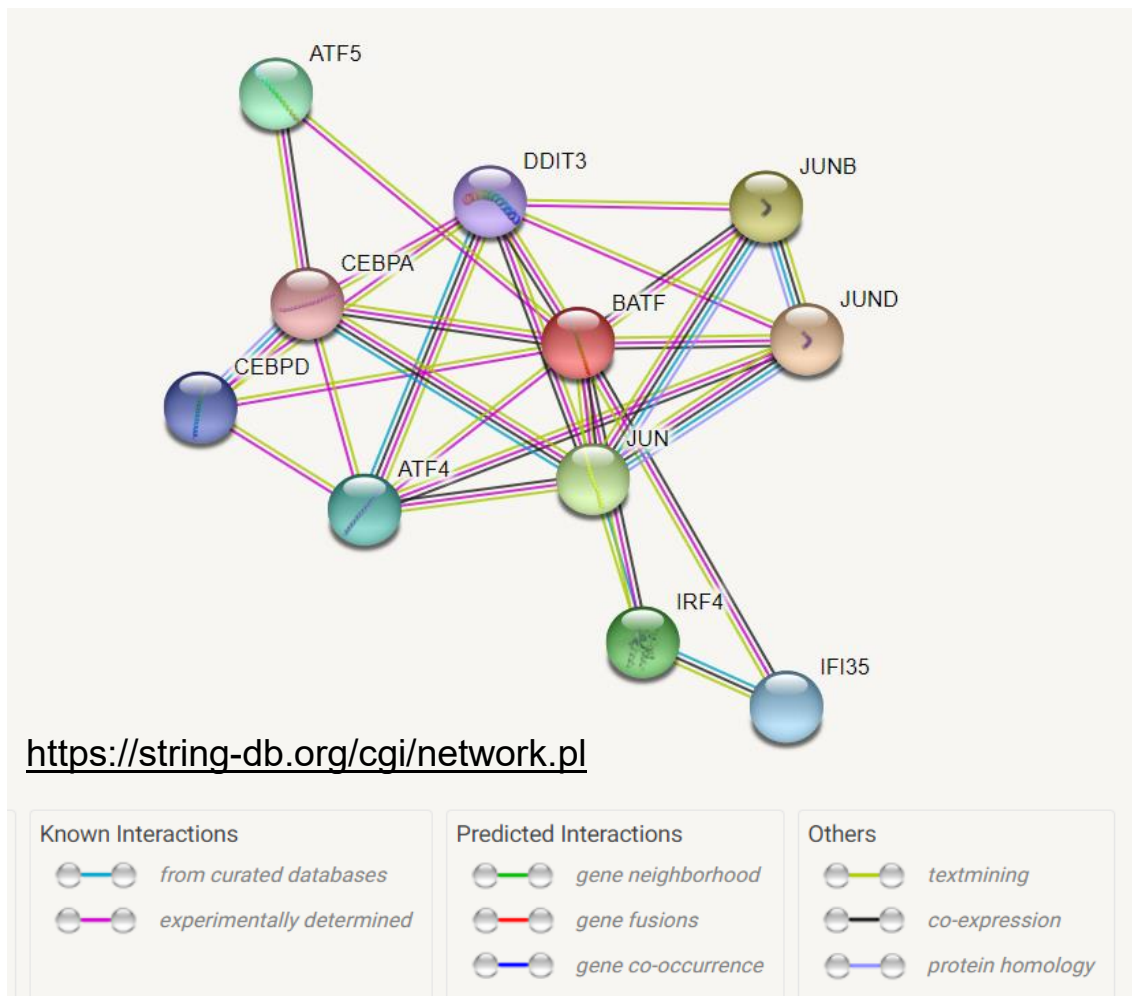 ATF5
DDIT3
JUNB
CEBPA
BATF
JUND
CEBPD
JUN
ATF4
IRF4
IFI35
https://string-db.org/cgi/network.pl
Known Interactions
from curated databases
experimentally determined
Predicted Interactions
gene neighborhood
gene fusions
gene co-occurrence
Others
textmining
co-expression
protein homology